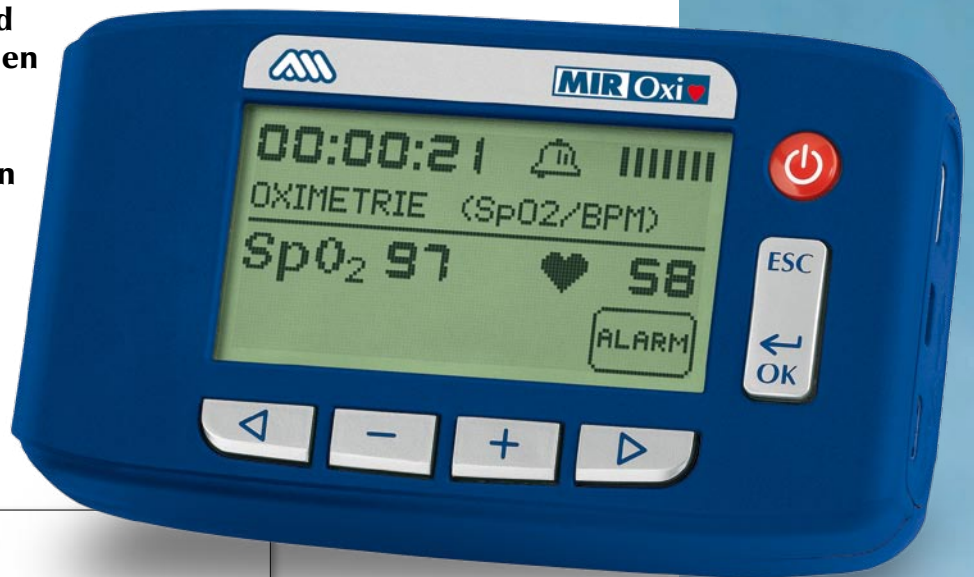 d
en
n
MIR Oxi
00:00:21
OXIMETRIE (SpO2/BPM)
SpO₂ 97 58
ALARM
ESC
OK
- +